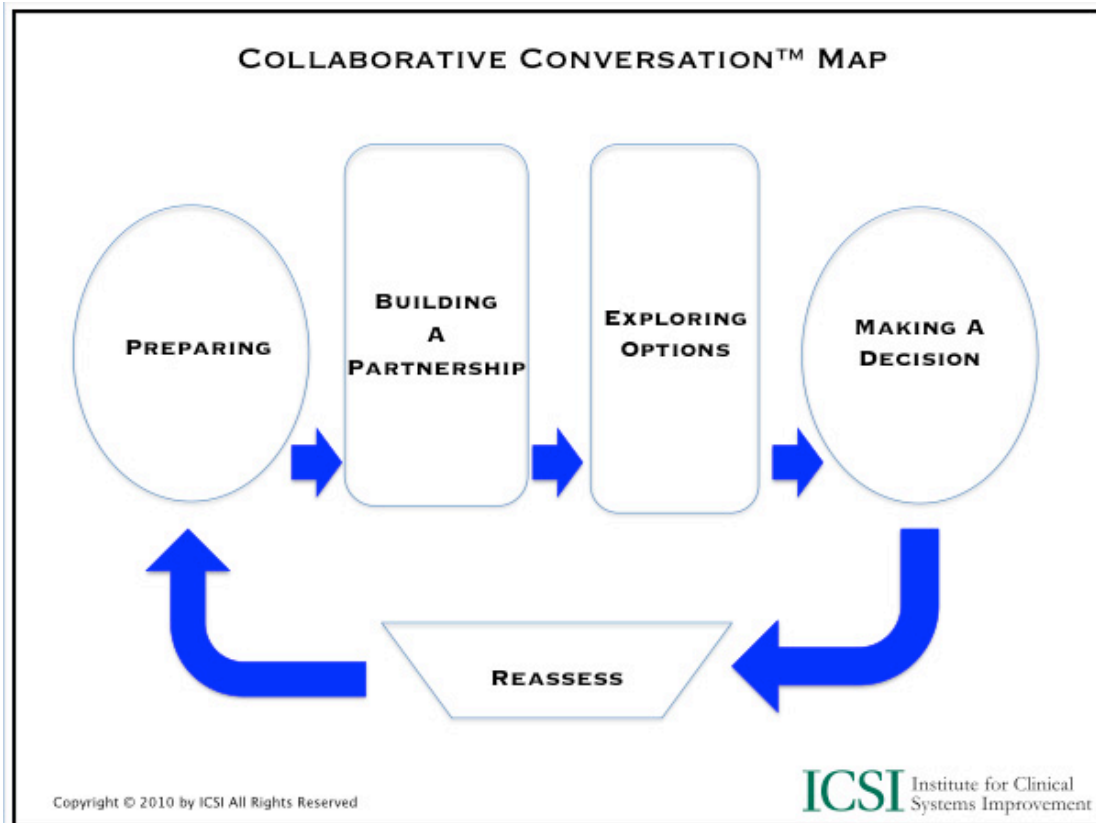 COLLABORATIVE CONVERSATION™ MAP
PREPARING
BUILDING
A
PARTNERSHIP
EXPLORING
OPTIONS
MAKING A
DECISION
REASSESS
Copyright © 2010 by ICSI All Rights Reserved
ICSI Institute for Clinical
Systems Improvement